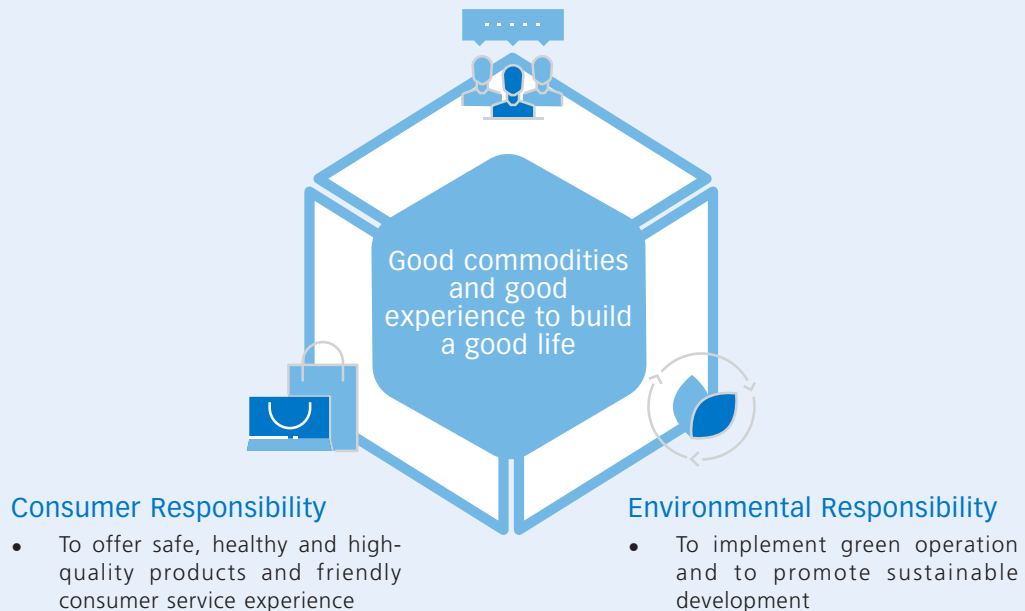 Good commodities
and good
experience to build
a good life
Consumer Responsibility
• To offer safe, healthy and high-
quality products and friendly
consumer service experience
Environmental Responsibility
• To implement green operation
and to promote sustainable
development